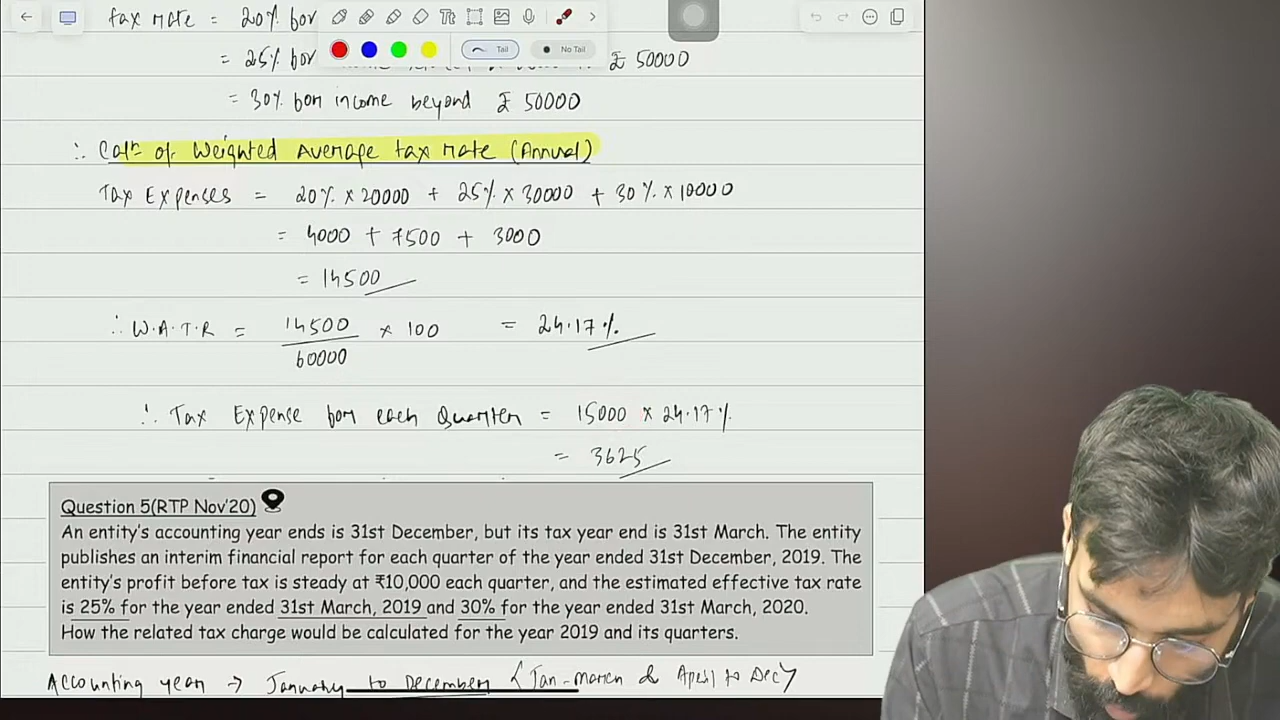 tax rate = 20% for
= 25% for ₹ 50000
= 30% for income beyond ₹ 50000
∴ Caln of Weighted Average tax rate (Annual)
Tax Expenses = 20% × 20000 + 25% × 30000 + 30% × 10000
= 4000 + 7500 + 3000
= 14500
∴ W.A.T.R = 14500 / 60000 × 100 = 24.17%
∴ Tax Expense for each Quarter = 15000 × 24.17%
= 3625
Question 5(RTP Nov'20)
An entity's accounting year ends is 31st December, but its tax year end is 31st March. The entity
publishes an interim financial report for each quarter of the year ended 31st December, 2019. The
entity's profit before tax is steady at ₹10,000 each quarter, and the estimated effective tax rate
is 25% for the year ended 31st March, 2019 and 30% for the year ended 31st March, 2020.
How the related tax charge would be calculated for the year 2019 and its quarters.
Accounting year → January to December (Jan-march & April to Dec)
Tail
No Tail